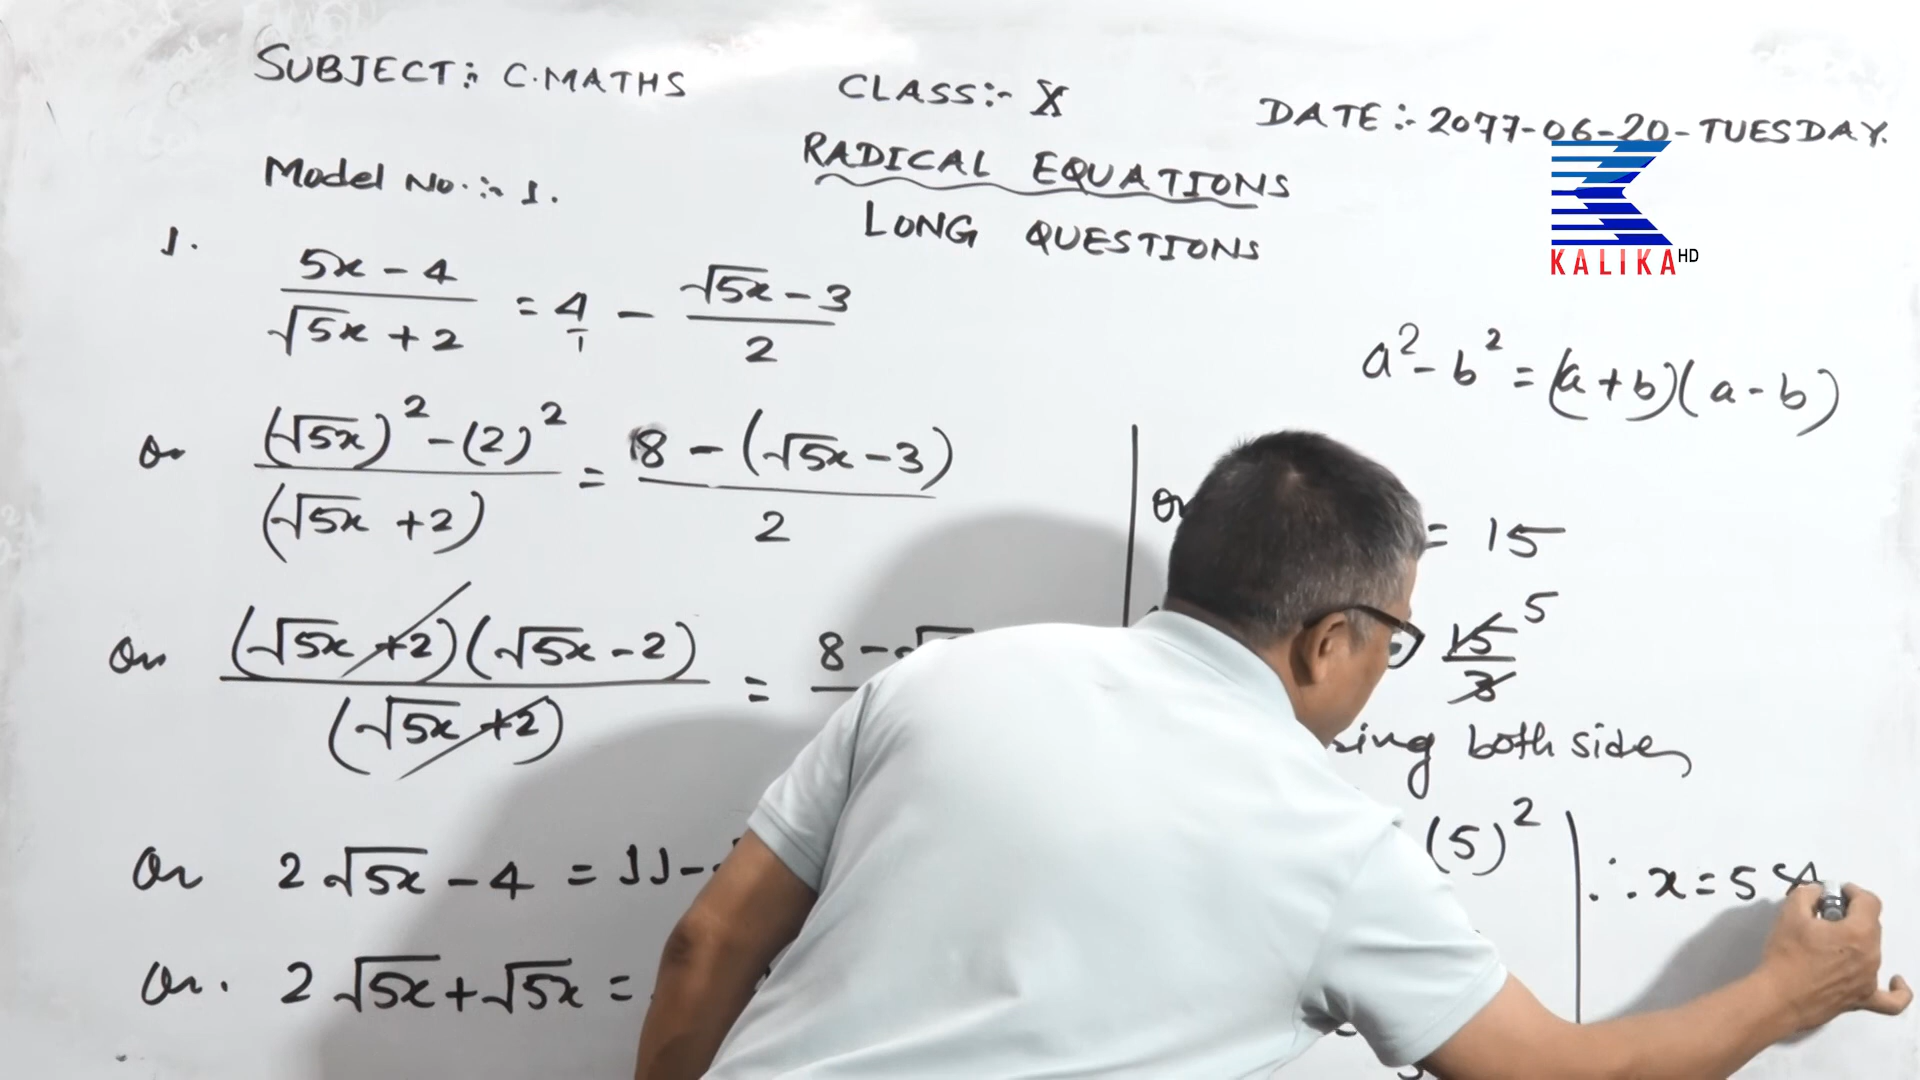 SUBJECT:- C.MATHS
CLASS:- X
DATE:- 2077-06-20-TUESDAY.
Model No.:- 1.
RADICAL EQUATIONS
LONG QUESTIONS
KALIKA HD
1.
(5x - 4)/(√5x + 2) = 4/1 - (√5x - 3)/2
a² - b² = (a + b)(a - b)
or ((√5x)² - (2)²)/(√5x + 2) = (8 - (√5x - 3))/2
or ((√5x + 2)(√5x - 2))/(√5x + 2) = 8 - √
or 2√5x - 4 = 11 -
or. 2√5x + √5x =
or = 15
15/3 5
both sides
(5)²
∴ x = 5